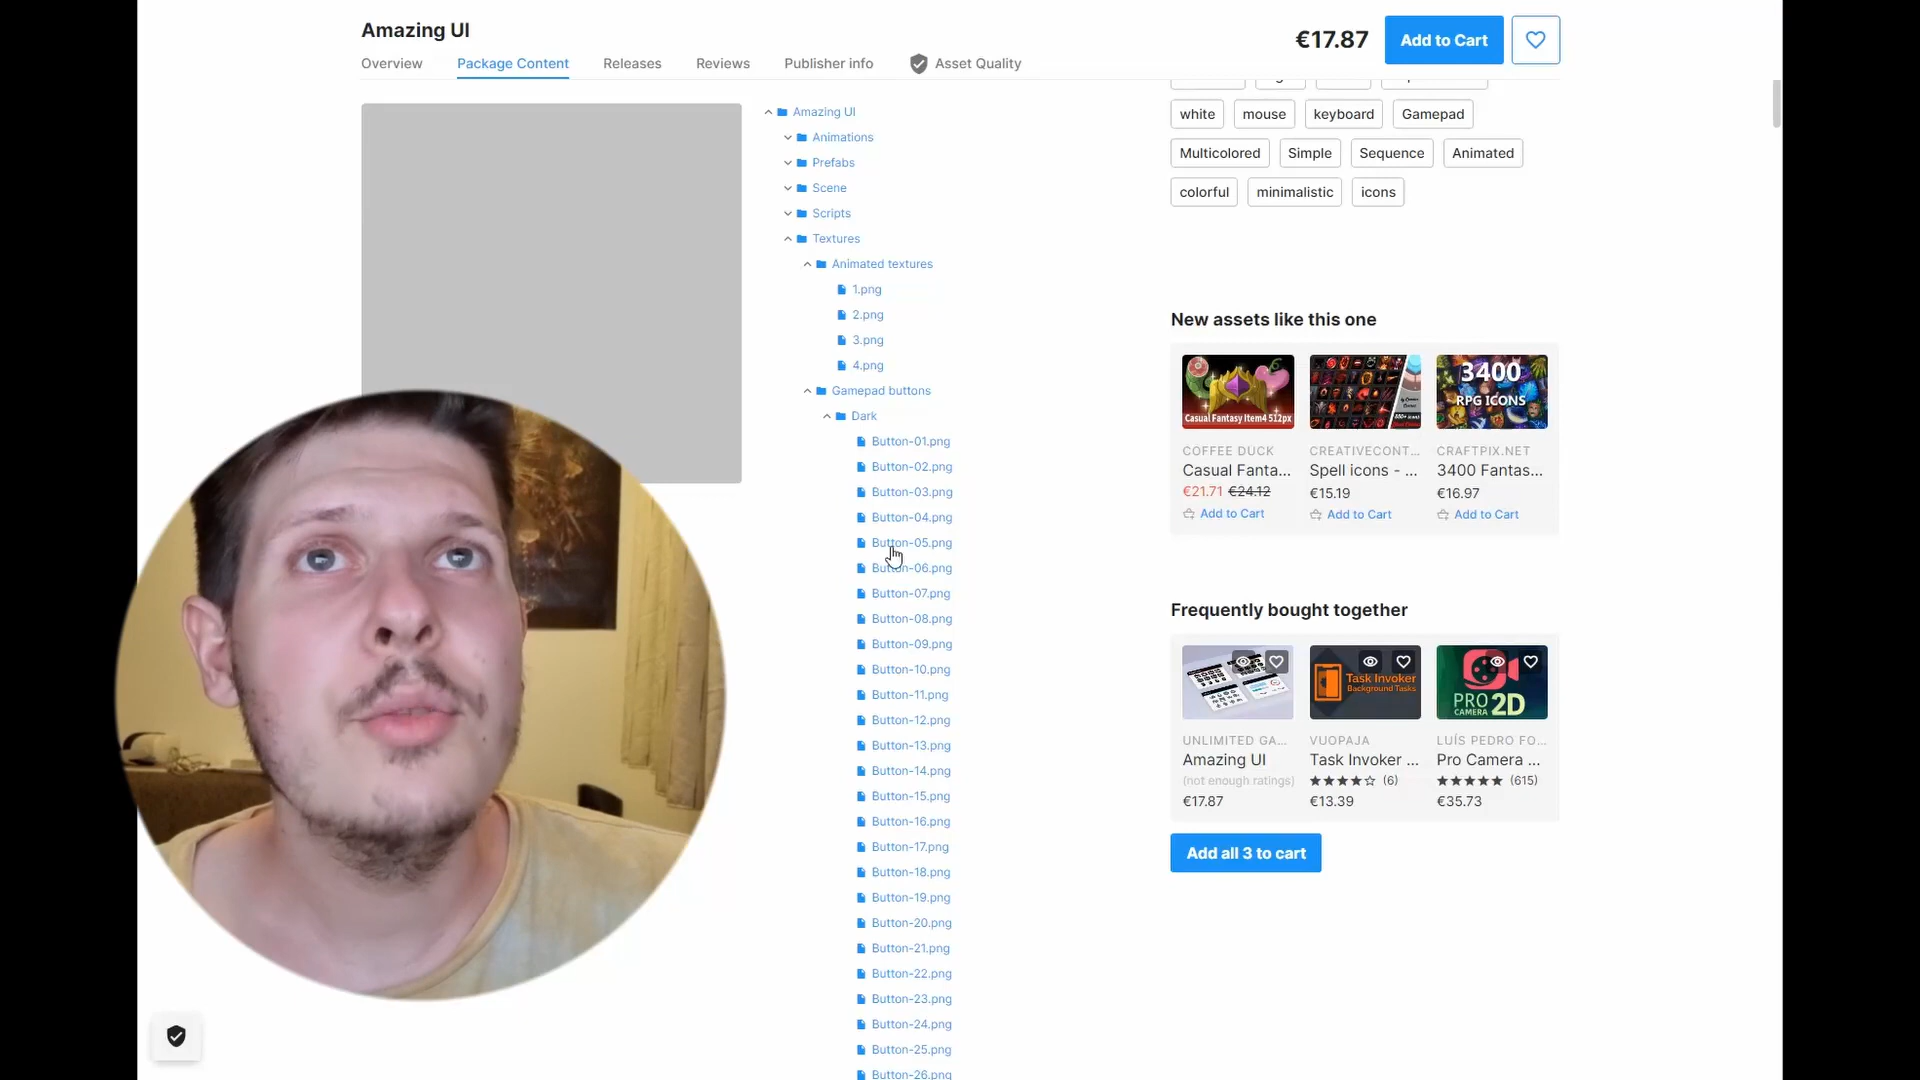 Amazing UI
€17.87
Add to Cart
Overview
Package Content
Releases
Reviews
Publisher info
Asset Quality
Amazing UI
Animations
Prefabs
Scene
Scripts
Textures
Animated textures
1.png
2.png
3.png
4.png
Gamepad buttons
Dark
Button-01.png
Button-02.png
Button-03.png
Button-04.png
Button-05.png
Button-06.png
Button-07.png
Button-08.png
Button-09.png
Button-10.png
Button-11.png
Button-12.png
Button-13.png
Button-14.png
Button-15.png
Button-16.png
Button-17.png
Button-18.png
Button-19.png
Button-20.png
Button-21.png
Button-22.png
Button-23.png
Button-24.png
Button-25.png
Button-26.png
white mouse keyboard Gamepad
Multicolored Simple Sequence Animated
colorful minimalistic icons
New assets like this one
Casual Fantasy Item4 512px
COFFEE DUCK
Casual Fanta...
€21.71 €24.12
Add to Cart
CREATIVECONT...
Spell icons - ...
€15.19
Add to Cart
3400
RPG ICONS
CRAFTPIX.NET
3400 Fantas...
€16.97
Add to Cart
Frequently bought together
UNLIMITED GA...
Amazing UI
(not enough ratings)
€17.87
Task Invoker
Background Tasks
VUOPAJA
Task Invoker ...
(6)
€13.39
PRO
CAMERA 2D
LUÍS PEDRO FO...
Pro Camera ...
(615)
€35.73
Add all 3 to cart